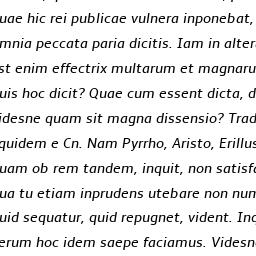 uae hic rei publicae vulnera inponebat,
mnia peccata paria dicitis. Iam in alter
st enim effectrix multarum et magnaru
uis hoc dicit? Quae cum essent dicta, d
idesne quam sit magna dissensio? Trad
quidem e Cn. Nam Pyrrho, Aristo, Erillus
uam ob rem tandem, inquit, non satisfa
ua tu etiam inprudens utebare non nun
uid sequatur, quid repugnet, vident. Inq
erum hoc idem saepe faciamus. Videsn